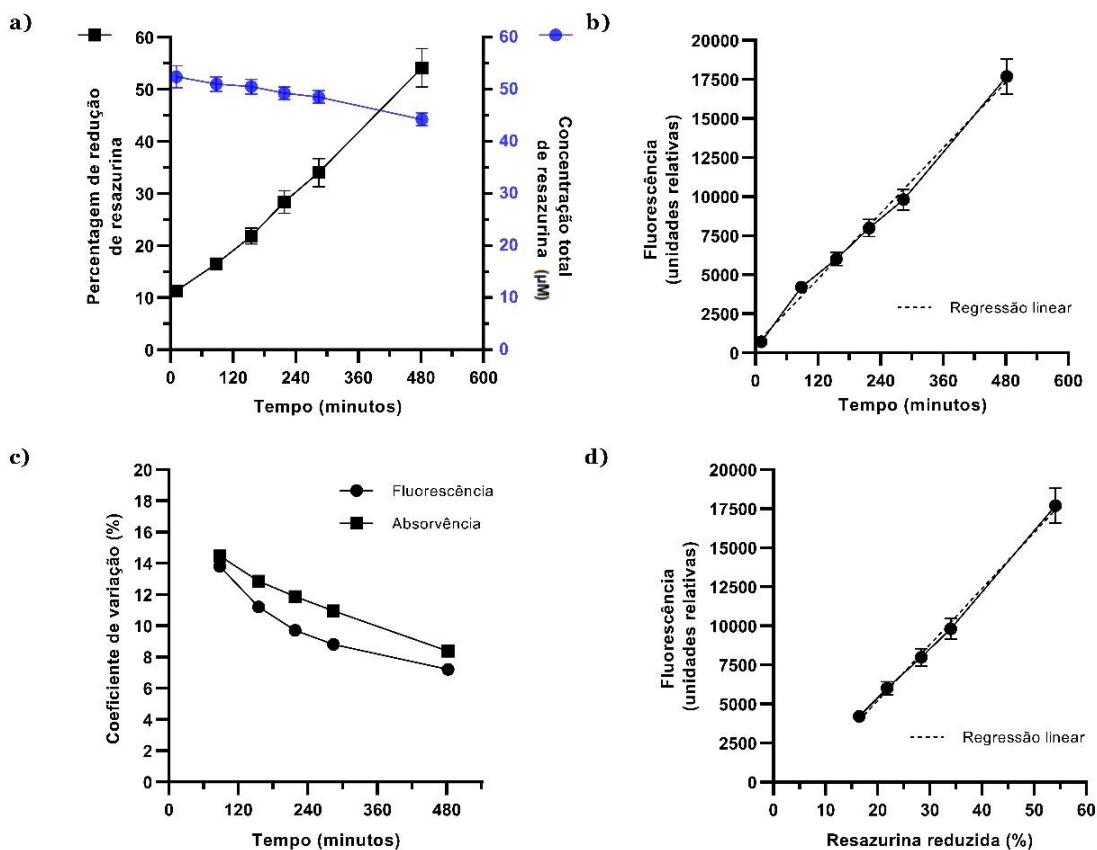 a)
60
50
40
30
20
10
0
Percentagem de redução
de resazurina
60
50
40
30
20
10
0
Concentração total
de resazurina (µM)
0 120 240 360 480 600
Tempo (minutos)
b)
20000
17500
15000
12500
10000
7500
5000
2500
0
Fluorescência
(unidades relativas)
Regressão linear
0 120 240 360 480 600
Tempo (minutos)
c)
20
18
16
14
12
10
8
6
4
2
0
Coeficiente de variação (%)
Fluorescência
Absorvência
0 120 240 360 480
Tempo (minutos)
d)
20000
17500
15000
12500
10000
7500
5000
2500
0
Fluorescência
(unidades relativas)
Regressão linear
0 10 20 30 40 50 60
Resazurina reduzida (%)